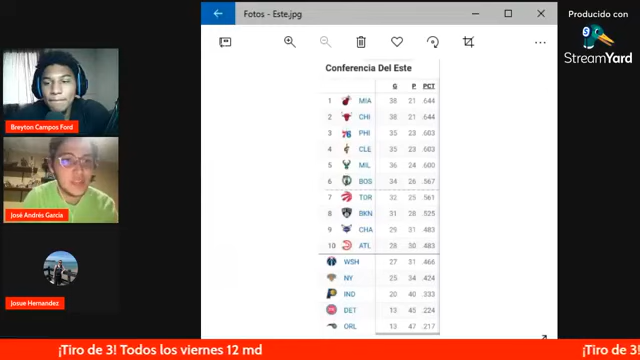 Fotos - Este.jpg
Producido con
StreamYard
Conferencia Del Este
G P PCT
1 MIA 38 21 .644
2 CHI 38 21 .644
3 PHI 35 23 .603
4 CLE 35 23 .603
5 MIL 36 24 .600
6 BOS 34 26 .567
7 TOR 32 25 .561
8 BKN 31 28 .525
9 CHA 29 31 .483
10 ATL 28 30 .483
WSH 27 31 .466
NY 25 34 .424
IND 20 40 .333
DET 13 45 .224
ORL 13 47 .217
Breyton Campos Ford
José Andrés García
Josue Hernandez
¡Tiro de 3! Todos los viernes 12 md
¡Tiro de 3!